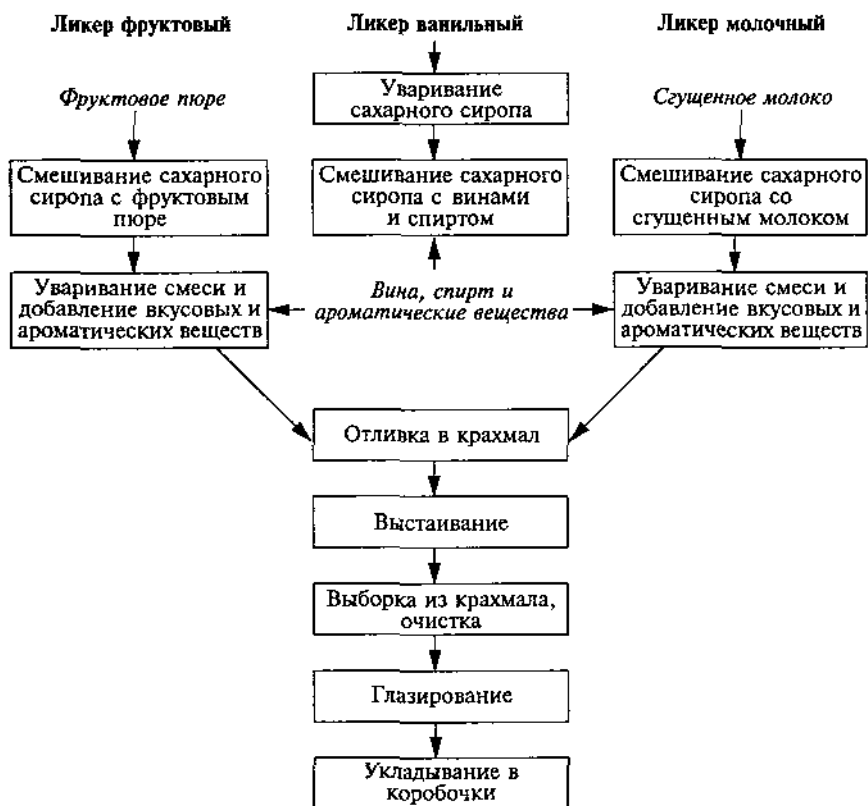 Ликер фруктовый
Ликер ванильный
Ликер молочный
Фруктовое пюре
Уваривание
сахарного сиропа
Сгущенное молоко
Смешивание сахарного
сиропа с фруктовым
пюре
Смешивание сахарного
сиропа с винами
и спиртом
Смешивание сахарного
сиропа со
сгущенным молоком
Уваривание смеси и
добавление вкусовых и
ароматических веществ
Вина, спирт и
ароматические вещества
Уваривание смеси и
добавление вкусовых и
ароматических веществ
Отливка в крахмал
Выстаивание
Выборка из крахмала,
очистка
Глазирование
Укладывание в
коробочки